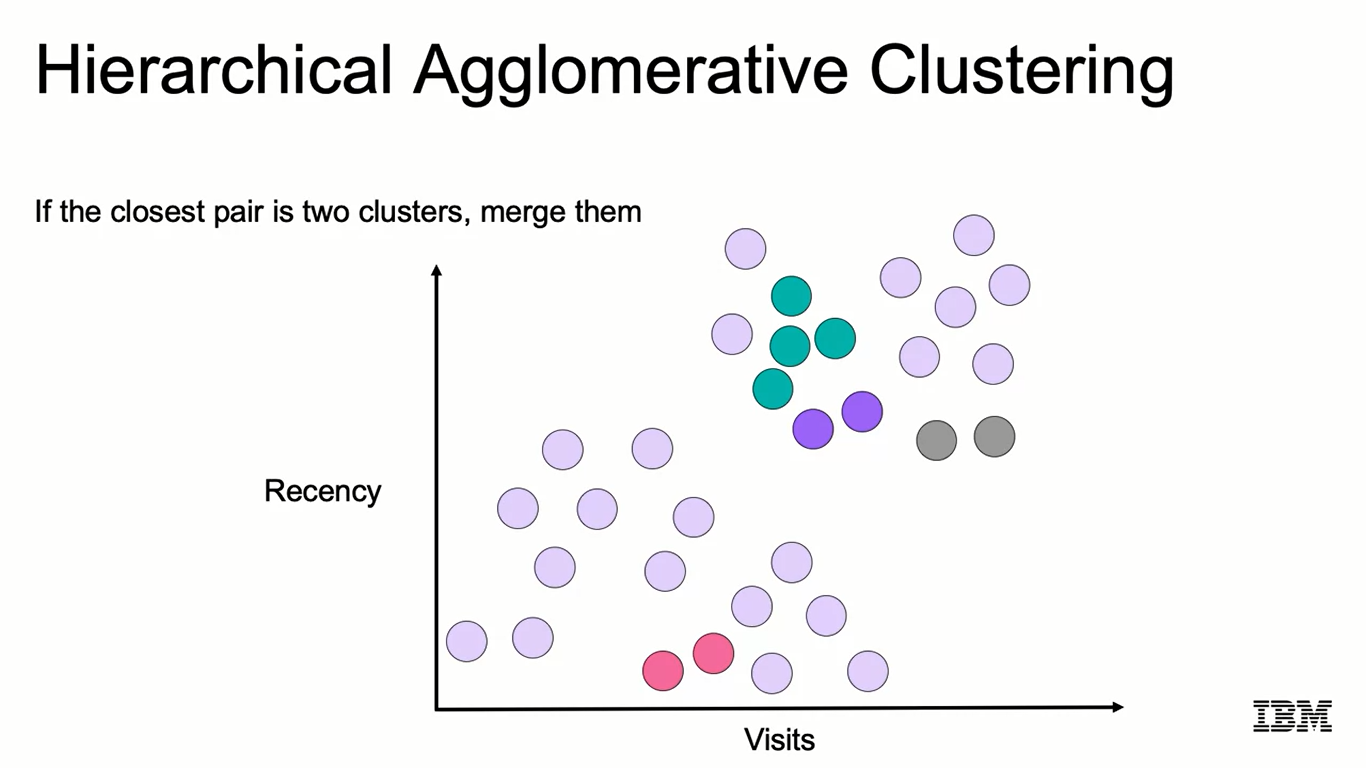 Hierarchical Agglomerative Clustering
If the closest pair is two clusters, merge them
Recency
Visits
IBM